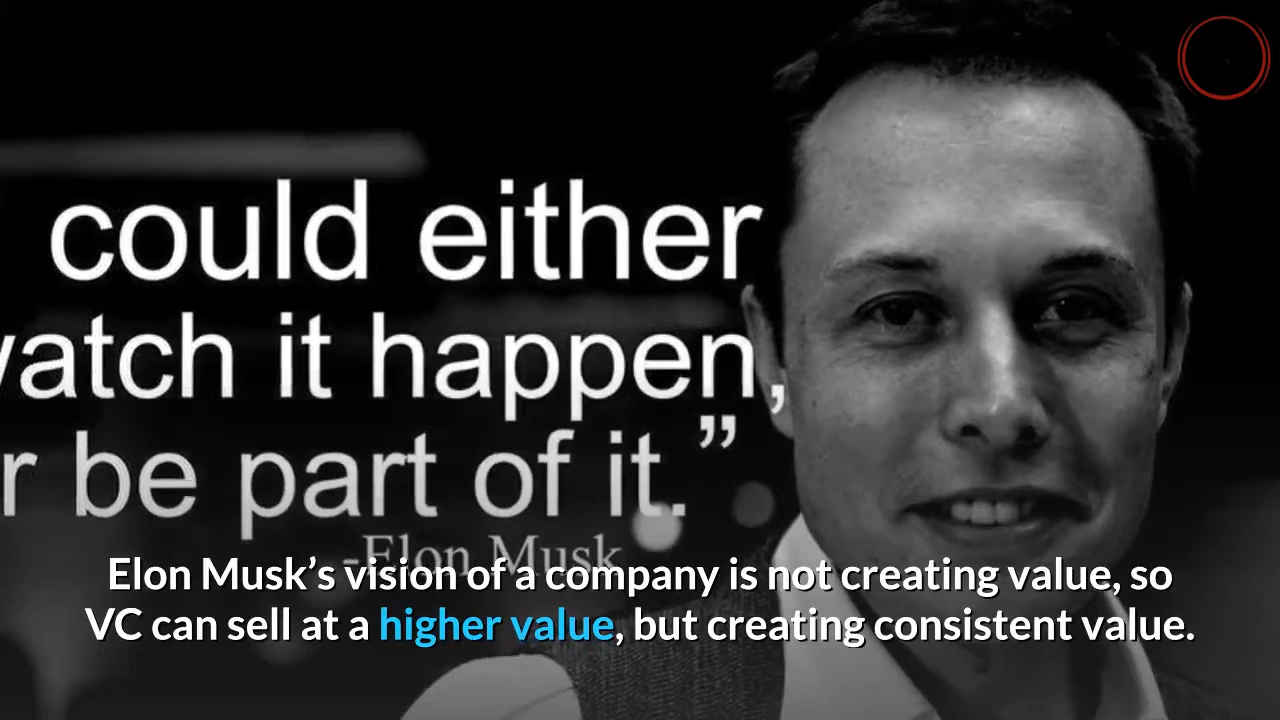 could either
watch it happen,
r be part of it.”
-Elon Musk
Elon Musk’s vision of a company is not creating value, so
VC can sell at a higher value, but creating consistent value.